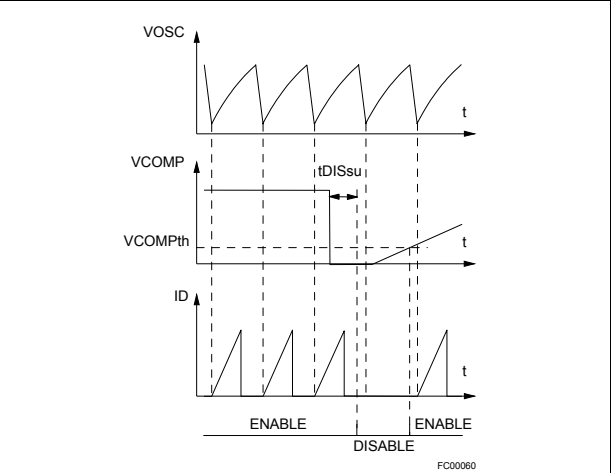 VOSC
t
VCOMP
tDISsu
VCOMPth
t
ID
t
ENABLE
ENABLE
DISABLE
FC00060